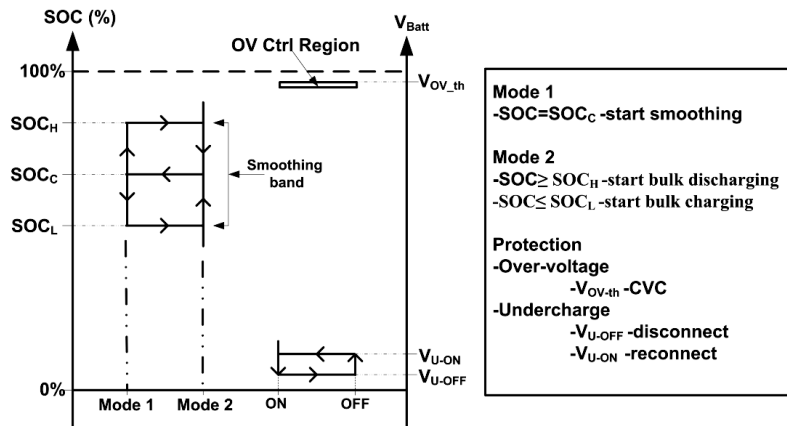 SOC (%)
V_Batt
OV Ctrl Region
100%
V_OV_th
SOC_H
SOC_C
Smoothing
band
SOC_L
V_U-ON
V_U-OFF
0%
Mode 1
Mode 2
ON
OFF
Mode 1
-SOC=SOC_C -start smoothing
Mode 2
-SOC≥ SOC_H -start bulk discharging
-SOC≤ SOC_L -start bulk charging
Protection
-Over-voltage
-V_OV-th -CVC
-Undercharge
-V_U-OFF -disconnect
-V_U-ON -reconnect